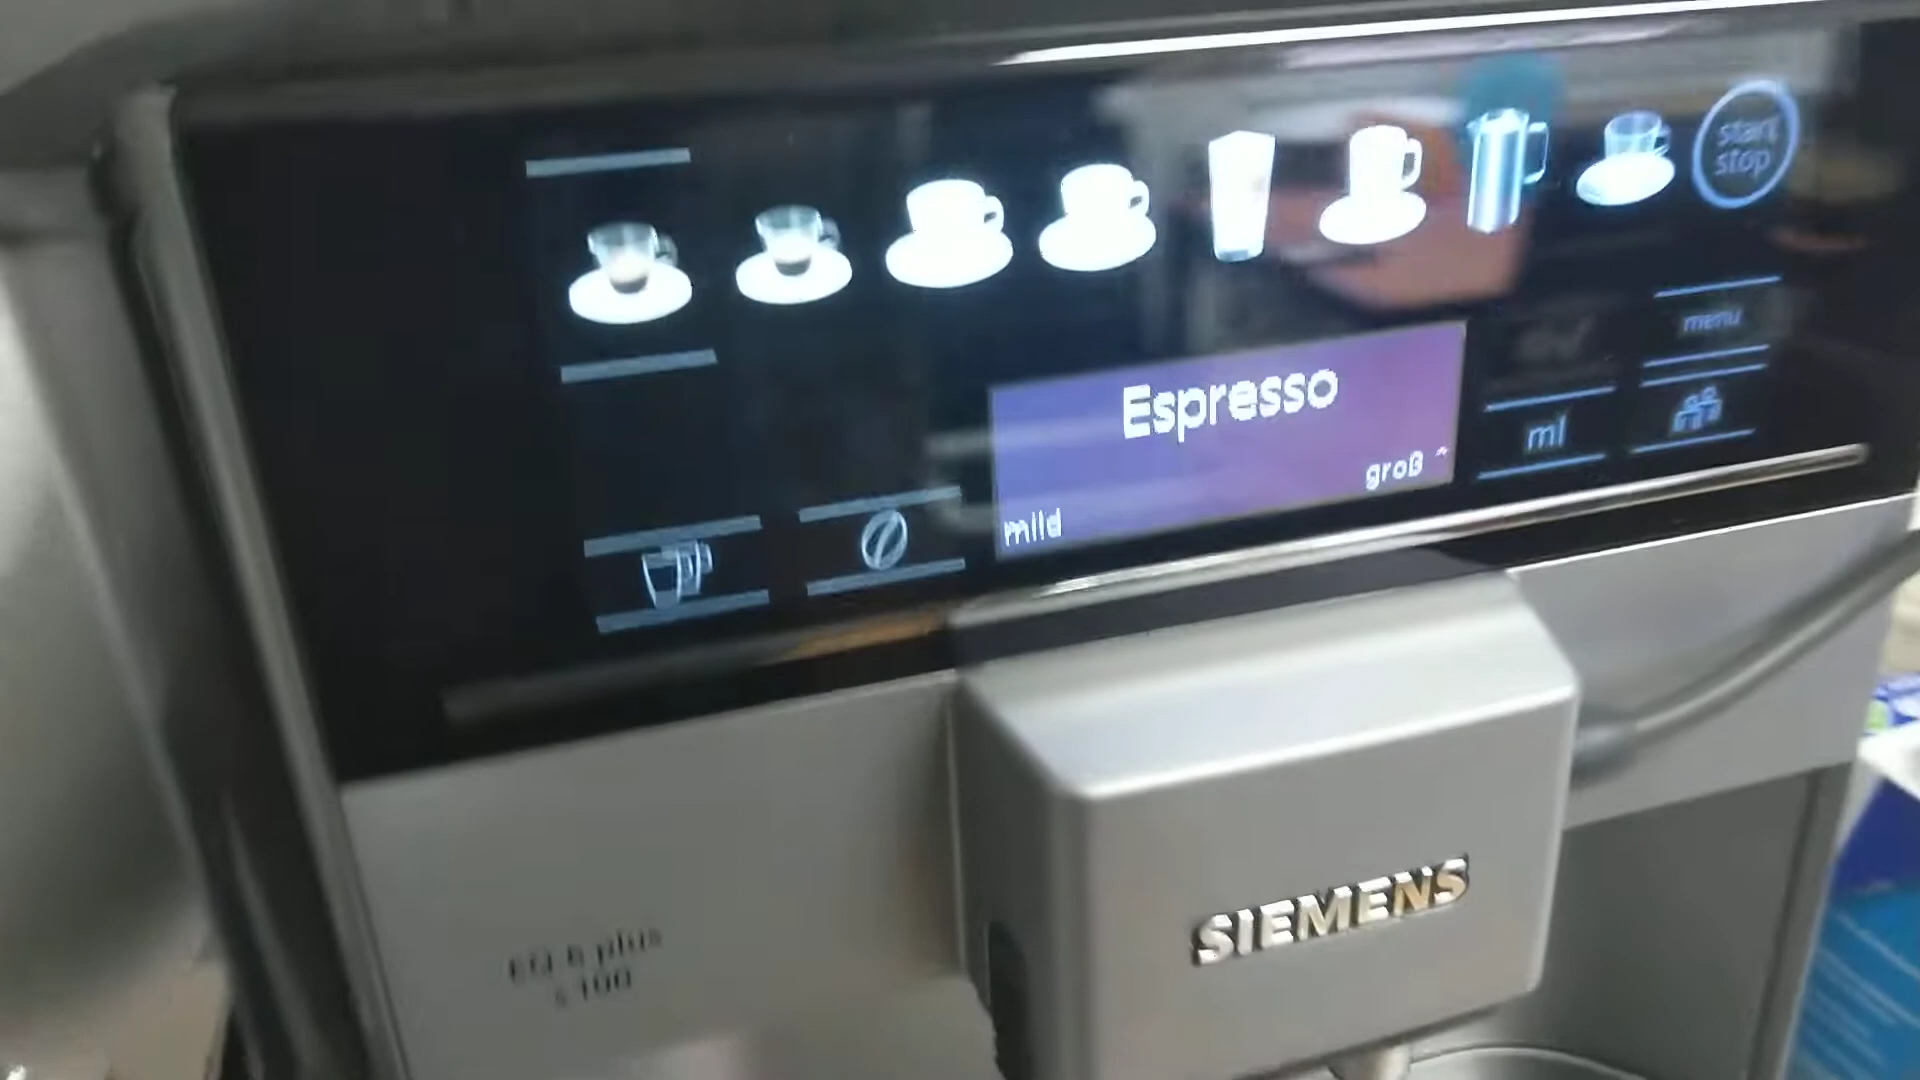 start
stop
menu
Espresso
ml
groß ^
mild
SIEMENS
EQ 6 plus
s100